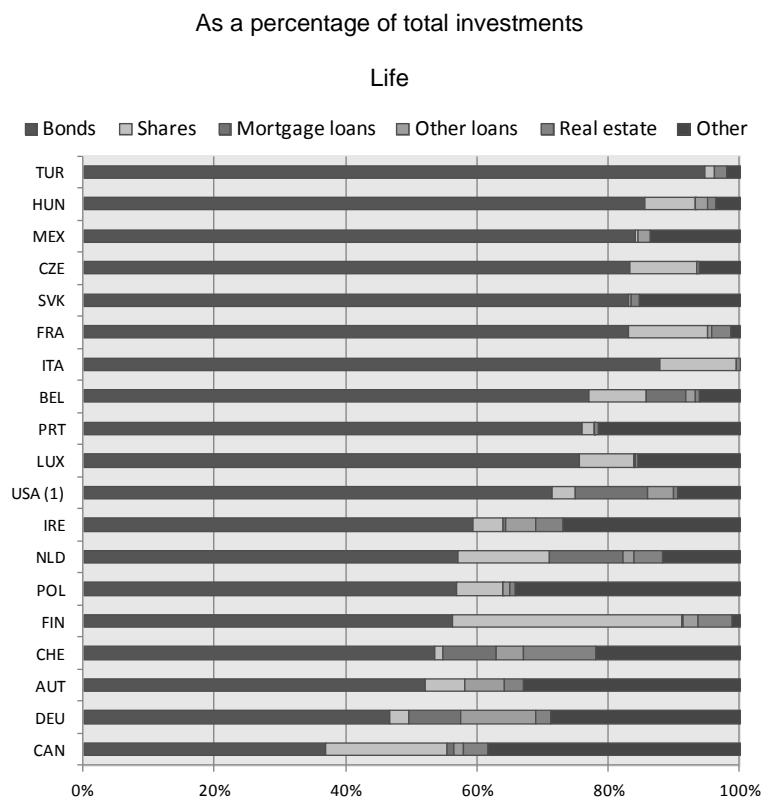 As a percentage of total investments
Life
Bonds Shares Mortgage loans Other loans Real estate Other
TUR
HUN
MEX
CZE
SVK
FRA
ITA
BEL
PRT
LUX
USA (1)
IRE
NLD
POL
FIN
CHE
AUT
DEU
CAN
0% 20% 40% 60% 80% 100%